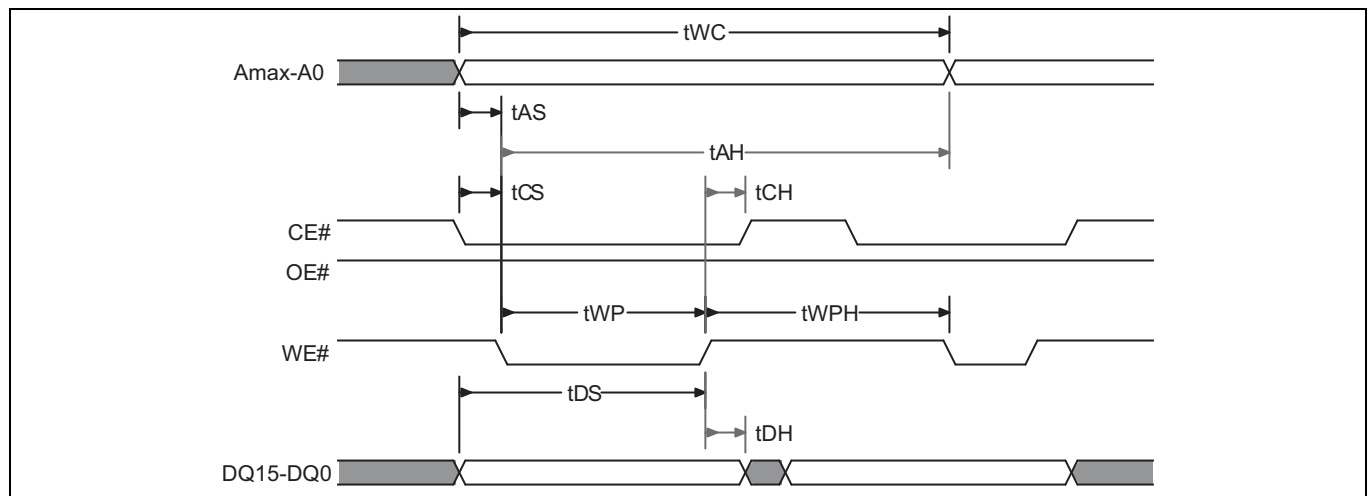 tWC
Amax-A0
tAS
tAH
tCS
tCH
CE#
OE#
tWP
tWPH
WE#
tDS
tDH
DQ15-DQ0